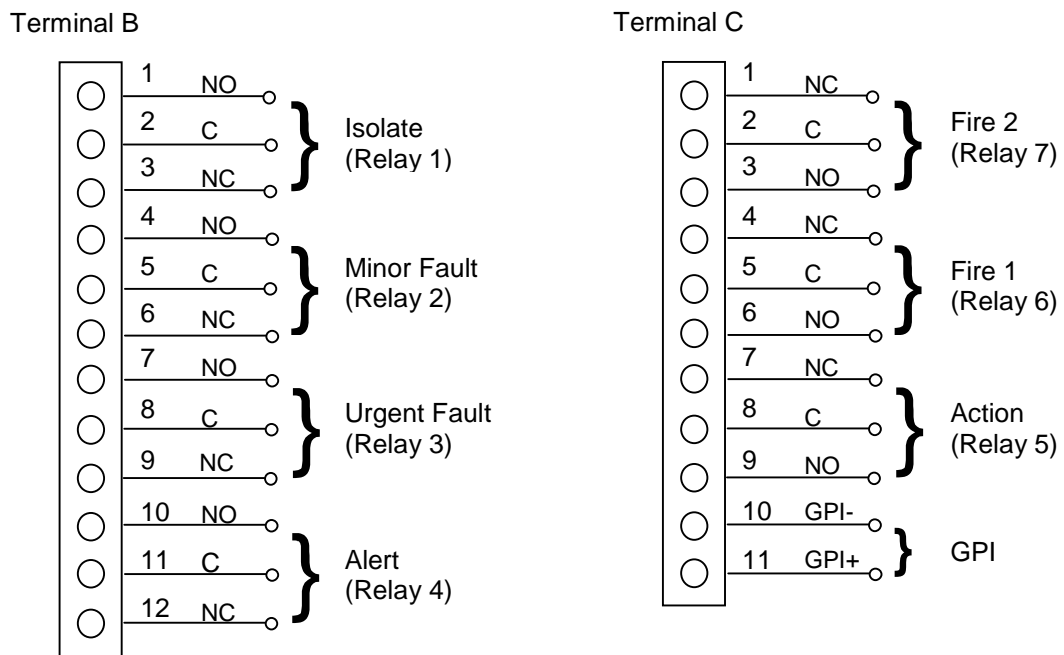 Terminal B
1 NO
2 C
3 NC
Isolate
(Relay 1)
4 NO
5 C
6 NC
Minor Fault
(Relay 2)
7 NO
8 C
9 NC
Urgent Fault
(Relay 3)
10 NO
11 C
12 NC
Alert
(Relay 4)
Terminal C
1 NC
2 C
3 NO
Fire 2
(Relay 7)
4 NC
5 C
6 NO
Fire 1
(Relay 6)
7 NC
8 C
9 NO
Action
(Relay 5)
10 GPI-
11 GPI+
GPI